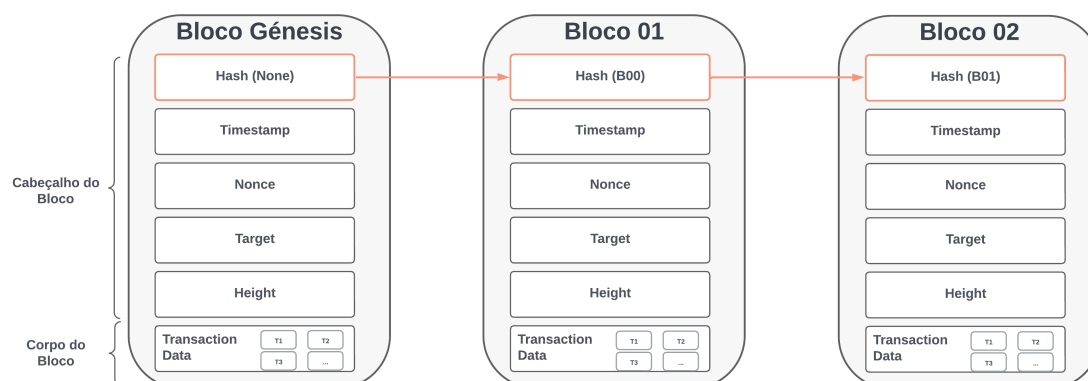 Bloco Génesis
Hash (None)
Timestamp
Nonce
Target
Height
Transaction
Data
T1
T2
T3
...
Bloco 01
Hash (B00)
Timestamp
Nonce
Target
Height
Transaction
Data
T1
T2
T3
...
Bloco 02
Hash (B01)
Timestamp
Nonce
Target
Height
Transaction
Data
T1
T2
T3
...
Cabeçalho do
Bloco
Corpo do
Bloco